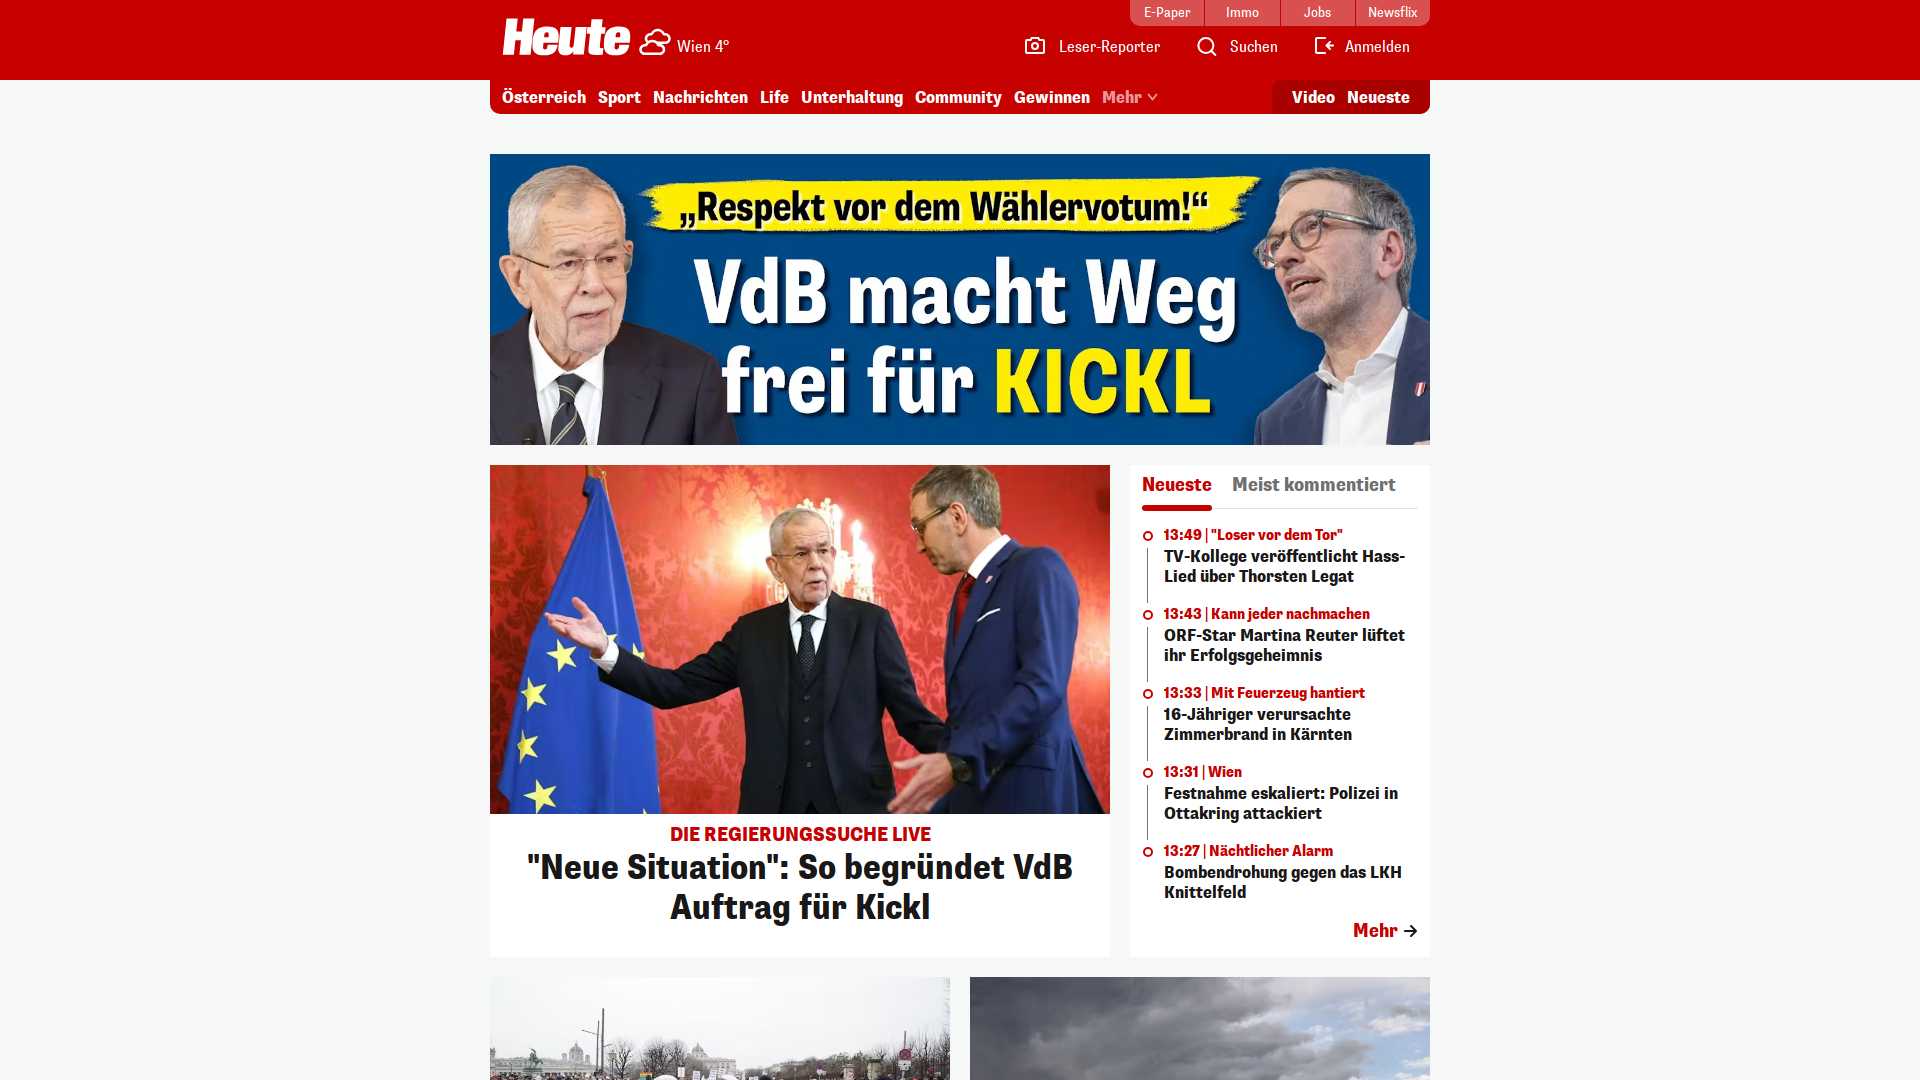 E-Paper
Immo
Jobs
Newsflix
Heute
Wien 4°
Leser-Reporter
Suchen
Anmelden
Österreich
Sport
Nachrichten
Life
Unterhaltung
Community
Gewinnen
Mehr
Video
Neueste
„Respekt vor dem Wählervotum!“
VdB macht Weg
frei für KICKL
DIE REGIERUNGSSUCHE LIVE
"Neue Situation": So begründet VdB
Auftrag für Kickl
Neueste
Meist kommentiert
13:49 | "Loser vor dem Tor"
TV-Kollege veröffentlicht Hass-
Lied über Thorsten Legat
13:43 | Kann jeder nachmachen
ORF-Star Martina Reuter lüftet
ihr Erfolgsgeheimnis
13:33 | Mit Feuerzeug hantiert
16-Jähriger verursachte
Zimmerbrand in Kärnten
13:31 | Wien
Festnahme eskaliert: Polizei in
Ottakring attackiert
13:27 | Nächtlicher Alarm
Bombendrohung gegen das LKH
Knittelfeld
Mehr